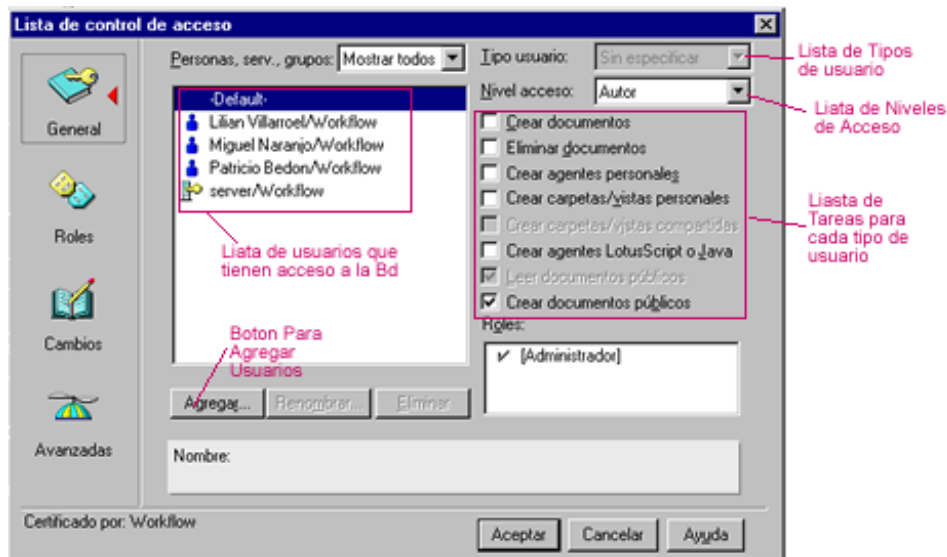 Lista de control de acceso
General
Roles
Cambios
Avanzadas
Personas, serv., grupos: Mostrar todos
-Default-
Lilian Villarroel/Workflow
Miguel Naranjo/Workflow
Patricio Bedon/Workflow
server/Workflow
Liata de usuarios que
tienen acceso a la Bd
Boton Para
Agregar
Usuarios
Agregar... Renombrar... Eliminar
Tipo usuario: Sin especificar
Nivel acceso: Autor
Crear documentos
Eliminar documentos
Crear agentes personales
Crear carpetas/vistas personales
Crear carpetas/vistas compartidas
Crear agentes LotusScript o Java
Leer documentos públicos
Crear documentos públicos
Roles:
[Administrador]
Lista de Tipos
de usuario
Liata de Niveles
de Acceso
Liasta de
Tareas para
cada tipo de
usuario
Nombre:
Certificado por: Workflow
Aceptar Cancelar Ayuda